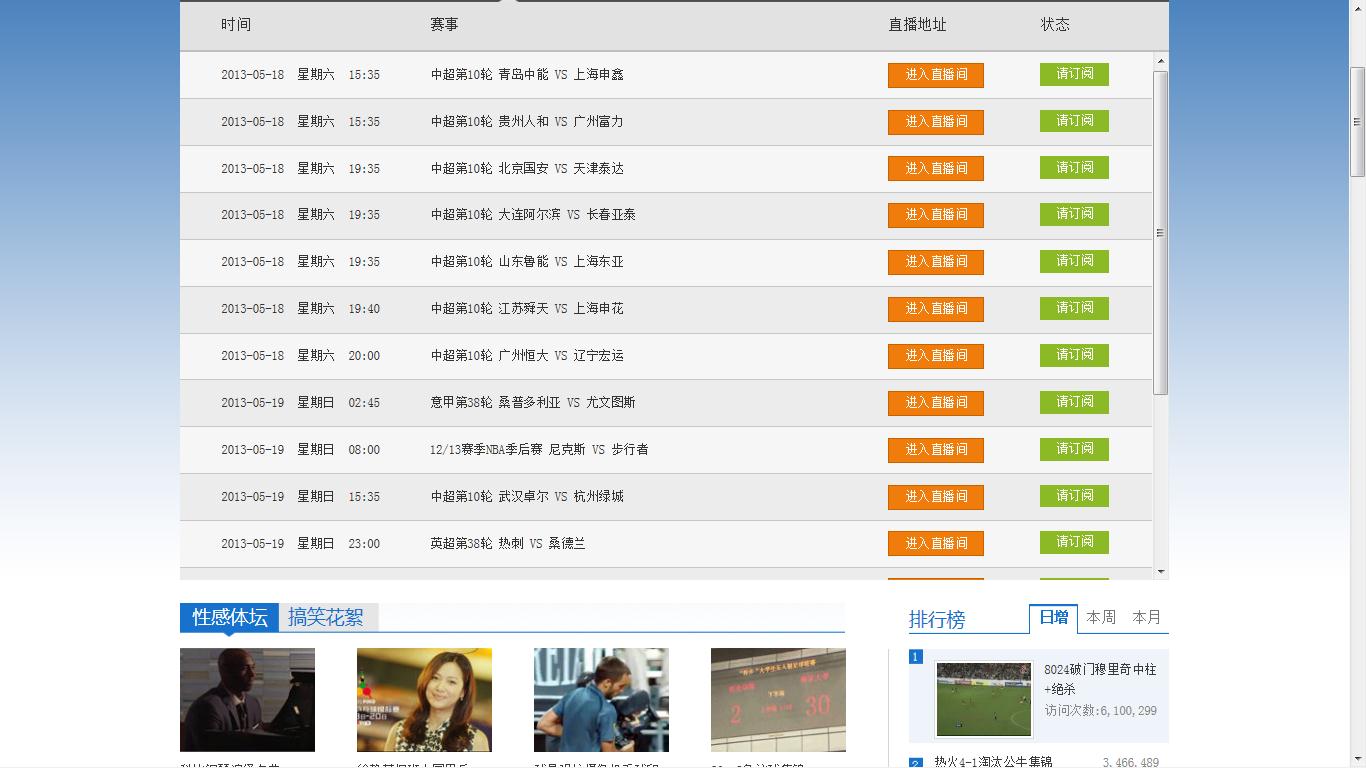 时间 赛事 直播地址 状态
2013-05-18 星期六 15:35 中超第10轮 青岛中能 VS 上海申鑫 进入直播间 请订阅
2013-05-18 星期六 15:35 中超第10轮 贵州人和 VS 广州富力 进入直播间 请订阅
2013-05-18 星期六 19:35 中超第10轮 北京国安 VS 天津泰达 进入直播间 请订阅
2013-05-18 星期六 19:35 中超第10轮 大连阿尔滨 VS 长春亚泰 进入直播间 请订阅
2013-05-18 星期六 19:35 中超第10轮 山东鲁能 VS 上海东亚 进入直播间 请订阅
2013-05-18 星期六 19:40 中超第10轮 江苏舜天 VS 上海申花 进入直播间 请订阅
2013-05-18 星期六 20:00 中超第10轮 广州恒大 VS 辽宁宏运 进入直播间 请订阅
2013-05-19 星期日 02:45 意甲第38轮 桑普多利亚 VS 尤文图斯 进入直播间 请订阅
2013-05-19 星期日 08:00 12/13赛季NBA季后赛 尼克斯 VS 步行者 进入直播间 请订阅
2013-05-19 星期日 15:35 中超第10轮 武汉卓尔 VS 杭州绿城 进入直播间 请订阅
2013-05-19 星期日 23:00 英超第38轮 热刺 VS 桑德兰 进入直播间 请订阅
性感体坛 搞笑花絮
2 30
排行榜 日增 本周 本月
1
8024破门穆里奇中柱
+绝杀
访问次数:6,100,299
2 热火4-1淘汰公牛集锦 3,466,489